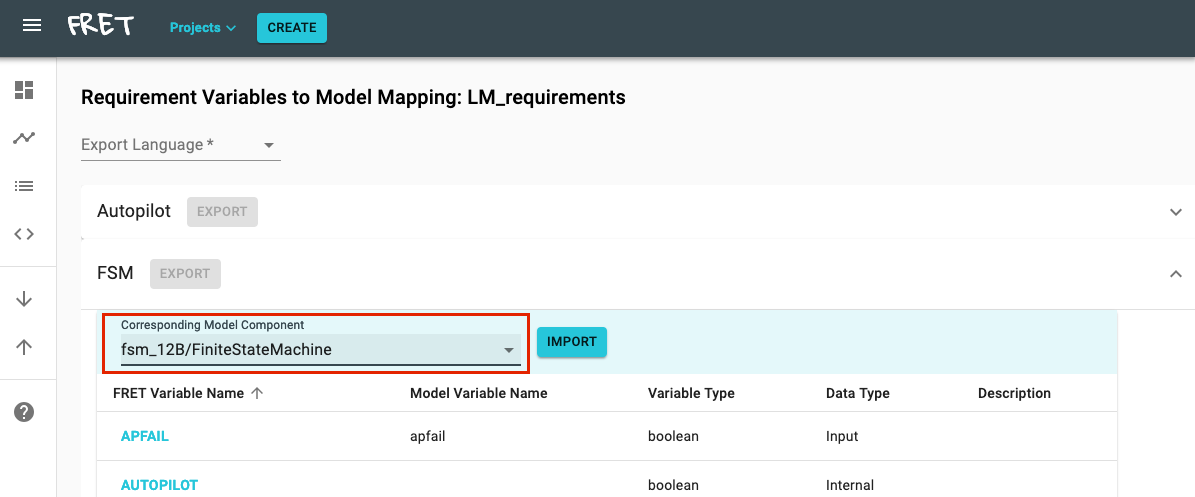 FRET Projects CREATE
Requirement Variables to Model Mapping: LM_requirements
Export Language *
Autopilot EXPORT
FSM EXPORT
Corresponding Model Component
fsm_12B/FiniteStateMachine IMPORT
FRET Variable Name Model Variable Name Variable Type Data Type Description
APFAIL apfail boolean Input
AUTOPILOT boolean Internal